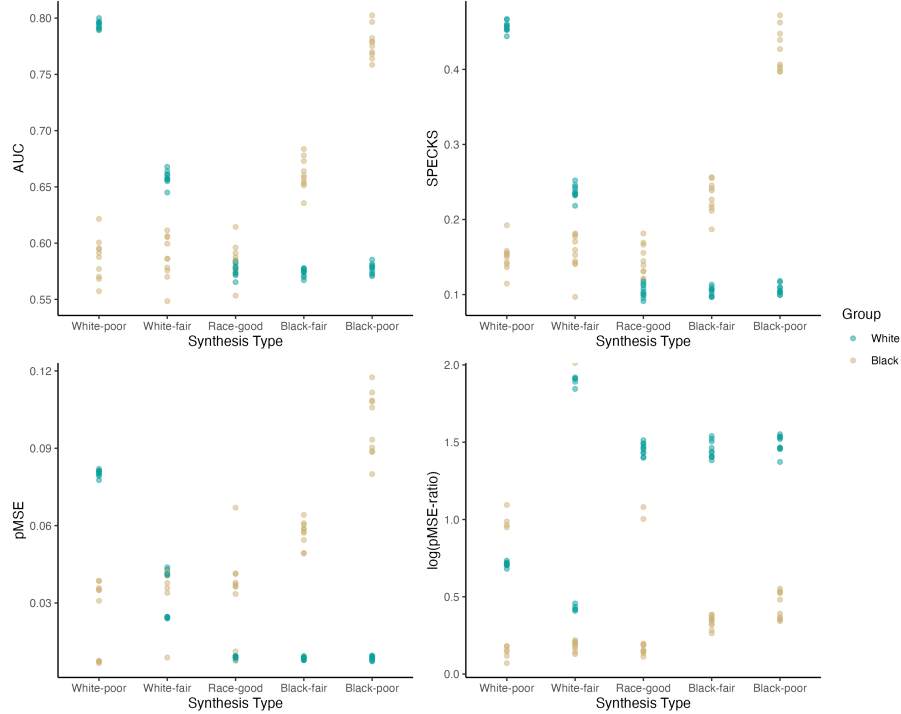 AUC
0.80
0.75
0.70
0.65
0.60
0.55
White-poor White-fair Race-good Black-fair Black-poor
Synthesis Type
SPECKS
0.4
0.3
0.2
0.1
White-poor White-fair Race-good Black-fair Black-poor
Synthesis Type
Group
White
Black
pMSE
0.12
0.09
0.06
0.03
White-poor White-fair Race-good Black-fair Black-poor
Synthesis Type
log(pMSE-ratio)
2.0
1.5
1.0
0.5
0.0
White-poor White-fair Race-good Black-fair Black-poor
Synthesis Type